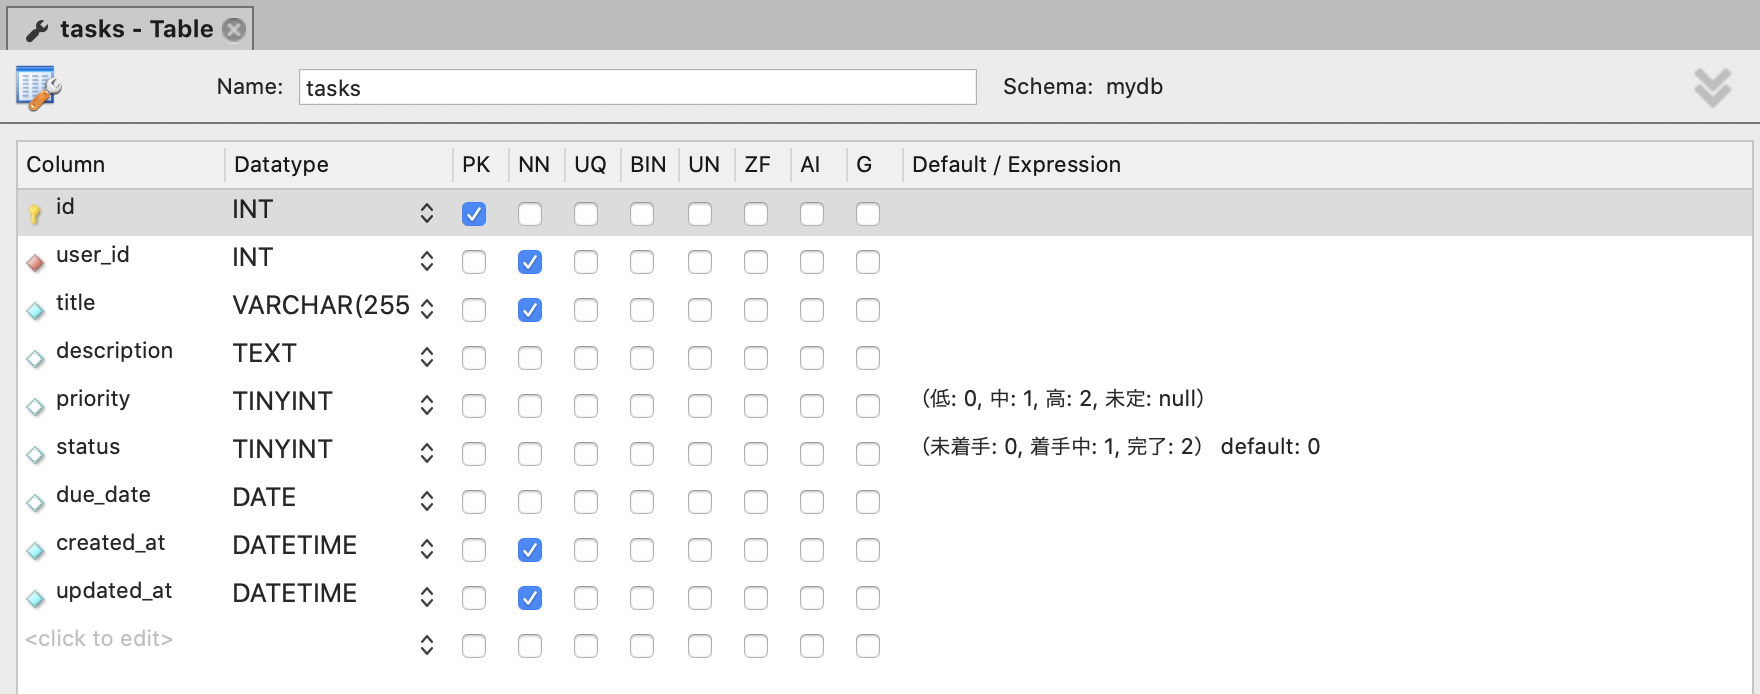 tasks - Table
Name: tasks Schema: mydb
Column Datatype PK NN UQ BIN UN ZF AI G Default / Expression
id INT
user_id INT
title VARCHAR(255
description TEXT
priority TINYINT （低: 0, 中: 1, 高: 2, 未定: null）
status TINYINT （未着手: 0, 着手中: 1, 完了: 2） default: 0
due_date DATE
created_at DATETIME
updated_at DATETIME
<click to edit>